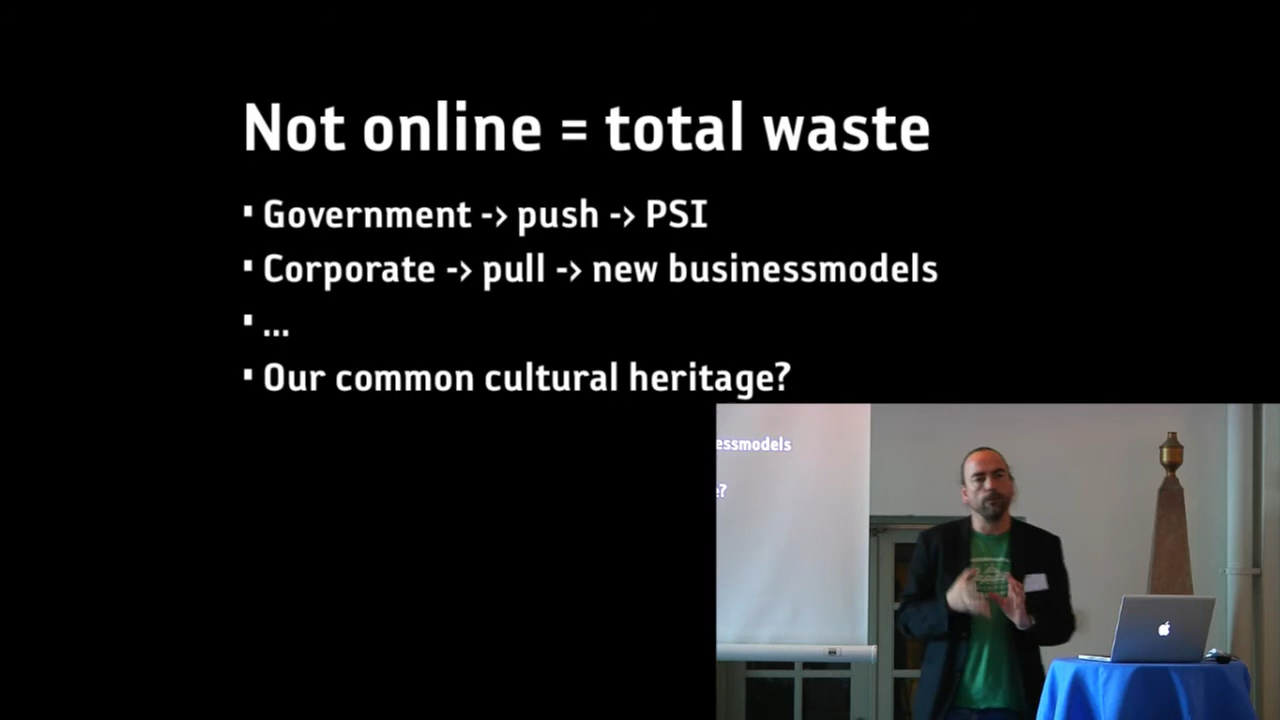 Not online = total waste
Government -> push -> PSI
Corporate -> pull -> new businessmodels
...
Our common cultural heritage?
essmodels
e?